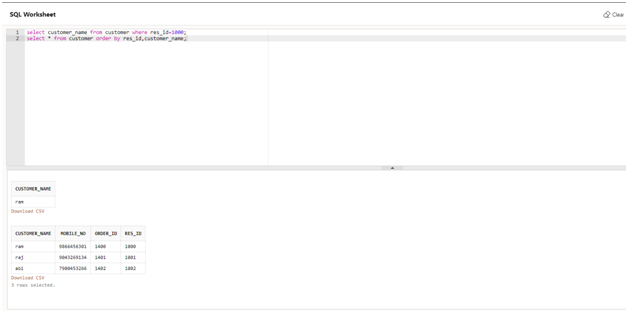 SQL Worksheet
Clear
1 select customer_name from customer where res_id=1000;
2 select * from customer order by res_id,customer_name;
CUSTOMER_NAME
ram
Download CSV
CUSTOMER_NAME MOBILE_NO ORDER_ID RES_ID
ram 9866456301 1400 1000
raj 9843269134 1401 1001
asi 7900453266 1402 1002
Download CSV
3 rows selected.